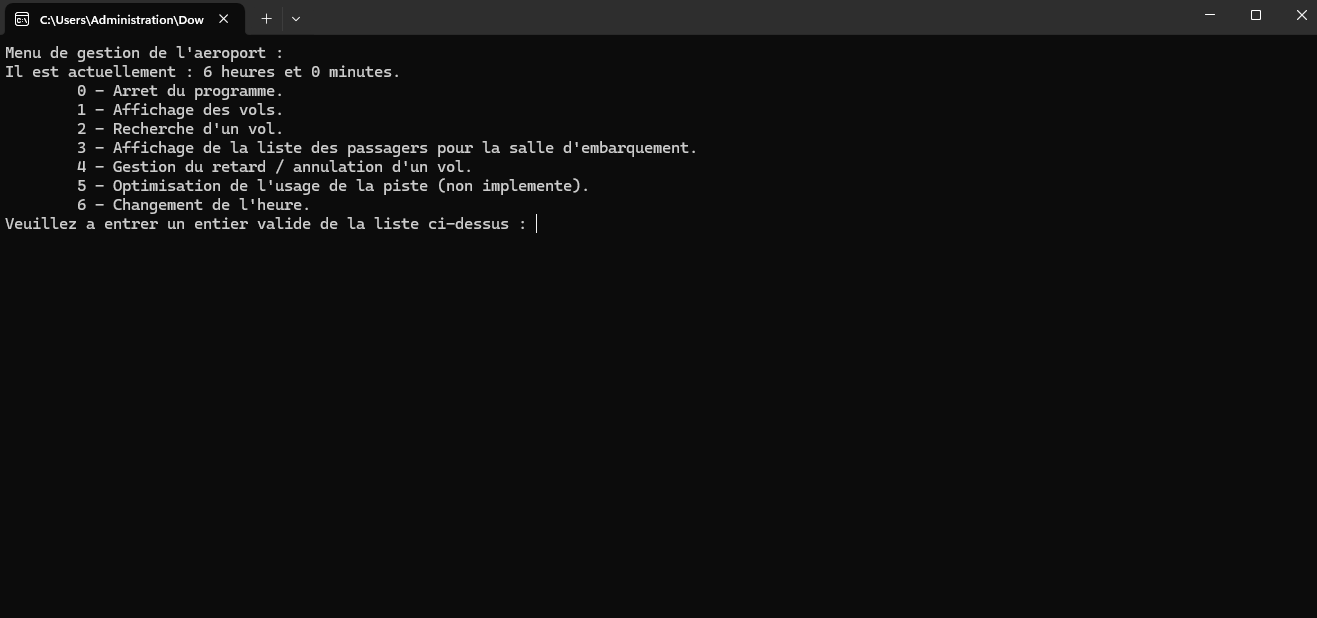 C:\Users\Administration\Dow
Menu de gestion de l'aeroport :
Il est actuellement : 6 heures et 0 minutes.
0 - Arret du programme.
1 - Affichage des vols.
2 - Recherche d'un vol.
3 - Affichage de la liste des passagers pour la salle d'embarquement.
4 - Gestion du retard / annulation d'un vol.
5 - Optimisation de l'usage de la piste (non implemente).
6 - Changement de l'heure.
Veuillez a entrer un entier valide de la liste ci-dessus :